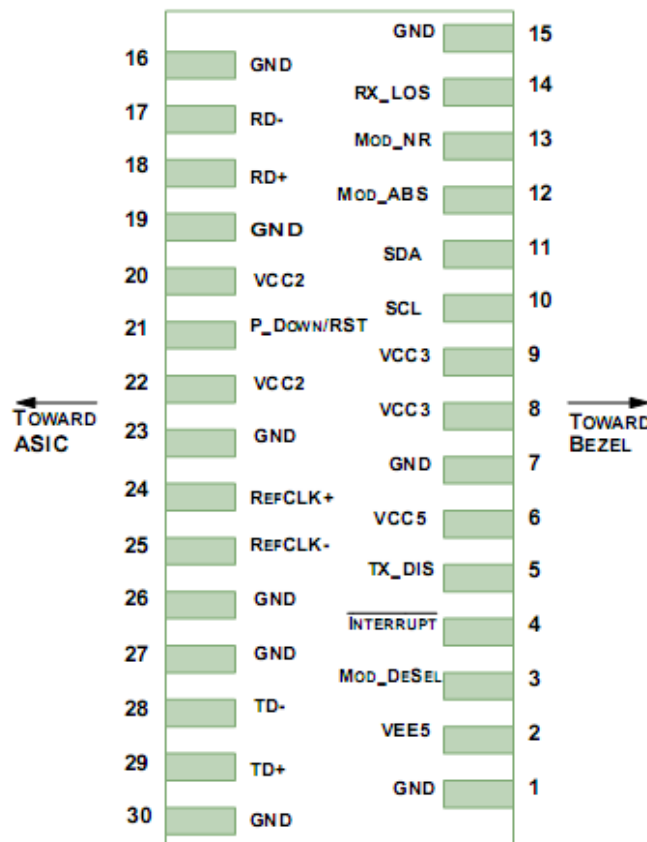 GND 15
16 GND
RX_LOS 14
17 RD-
MOD_NR 13
18 RD+
MOD_ABS 12
19 GND
SDA 11
20 VCC2
SCL 10
21 P_DOWN/RST
VCC3 9
22 VCC2
VCC3 8
TOWARD ASIC
TOWARD BEZEL
23 GND
GND 7
24 REFCLK+
VCC5 6
25 REFCLK-
TX_DIS 5
26 GND
INTERRUPT 4
27 GND
MOD_DESEL 3
28 TD-
VEE5 2
29 TD+
GND 1
30 GND